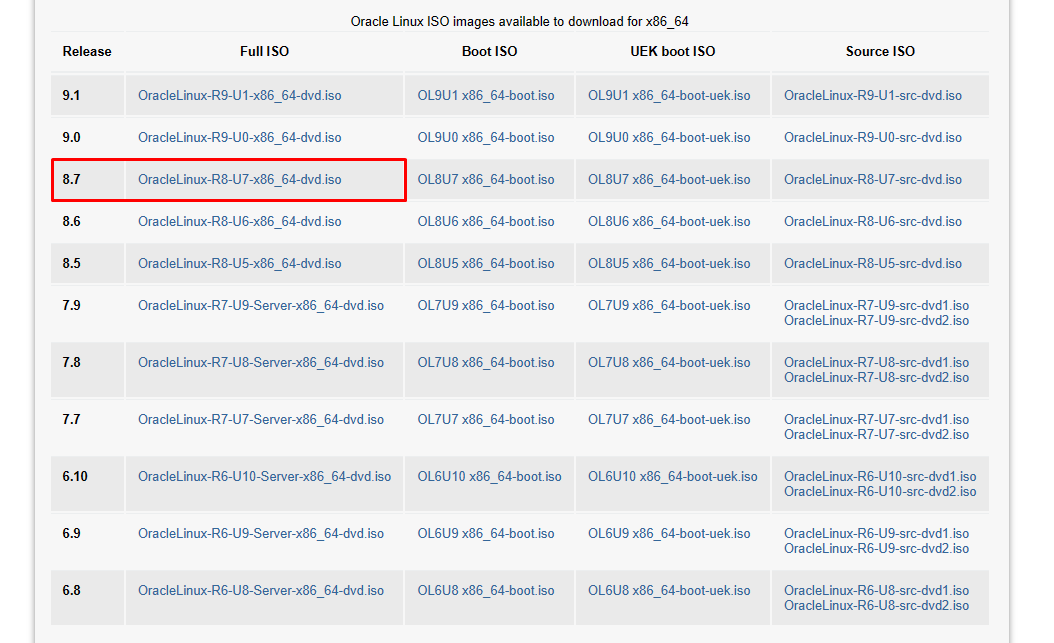 Oracle Linux ISO images available to download for x86_64
Release Full ISO Boot ISO UEK boot ISO Source ISO
9.1 OracleLinux-R9-U1-x86_64-dvd.iso OL9U1 x86_64-boot.iso OL9U1 x86_64-boot-uek.iso OracleLinux-R9-U1-src-dvd.iso
9.0 OracleLinux-R9-U0-x86_64-dvd.iso OL9U0 x86_64-boot.iso OL9U0 x86_64-boot-uek.iso OracleLinux-R9-U0-src-dvd.iso
8.7 OracleLinux-R8-U7-x86_64-dvd.iso OL8U7 x86_64-boot.iso OL8U7 x86_64-boot-uek.iso OracleLinux-R8-U7-src-dvd.iso
8.6 OracleLinux-R8-U6-x86_64-dvd.iso OL8U6 x86_64-boot.iso OL8U6 x86_64-boot-uek.iso OracleLinux-R8-U6-src-dvd.iso
8.5 OracleLinux-R8-U5-x86_64-dvd.iso OL8U5 x86_64-boot.iso OL8U5 x86_64-boot-uek.iso OracleLinux-R8-U5-src-dvd.iso
7.9 OracleLinux-R7-U9-Server-x86_64-dvd.iso OL7U9 x86_64-boot.iso OL7U9 x86_64-boot-uek.iso OracleLinux-R7-U9-src-dvd1.iso
OracleLinux-R7-U9-src-dvd2.iso
7.8 OracleLinux-R7-U8-Server-x86_64-dvd.iso OL7U8 x86_64-boot.iso OL7U8 x86_64-boot-uek.iso OracleLinux-R7-U8-src-dvd1.iso
OracleLinux-R7-U8-src-dvd2.iso
7.7 OracleLinux-R7-U7-Server-x86_64-dvd.iso OL7U7 x86_64-boot.iso OL7U7 x86_64-boot-uek.iso OracleLinux-R7-U7-src-dvd1.iso
OracleLinux-R7-U7-src-dvd2.iso
6.10 OracleLinux-R6-U10-Server-x86_64-dvd.iso OL6U10 x86_64-boot.iso OL6U10 x86_64-boot-uek.iso OracleLinux-R6-U10-src-dvd1.iso
OracleLinux-R6-U10-src-dvd2.iso
6.9 OracleLinux-R6-U9-Server-x86_64-dvd.iso OL6U9 x86_64-boot.iso OL6U9 x86_64-boot-uek.iso OracleLinux-R6-U9-src-dvd1.iso
OracleLinux-R6-U9-src-dvd2.iso
6.8 OracleLinux-R6-U8-Server-x86_64-dvd.iso OL6U8 x86_64-boot.iso OL6U8 x86_64-boot-uek.iso OracleLinux-R6-U8-src-dvd1.iso
OracleLinux-R6-U8-src-dvd2.iso